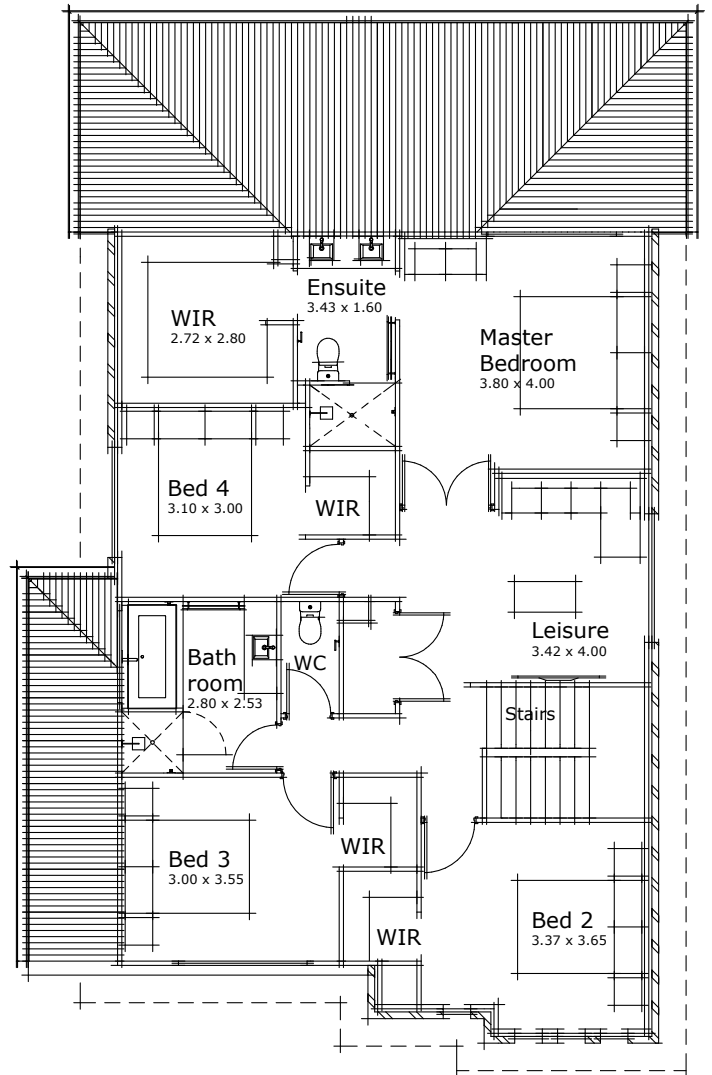 Ensuite
3.43 x 1.60
WIR
2.72 x 2.80
Master
Bedroom
3.80 x 4.00
Bed 4
3.10 x 3.00
WIR
Leisure
3.42 x 4.00
Bath
room
2.80 x 2.53
WC
Stairs
WIR
Bed 3
3.00 x 3.55
Bed 2
3.37 x 3.65
WIR